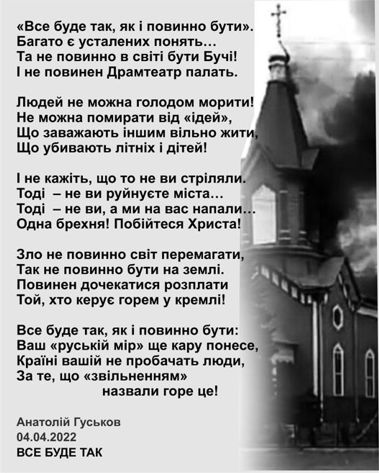 «Все буде так, як і повинно бути».
Багато є усталених понять...
Та не повинно в світі бути Бучі!
І не повинен Драмтеатр палать.
Людей не можна голодом морити!
Не можна помирати від «ідей»,
Що заважають іншим вільно жити,
Що убивають літніх і дітей!
І не кажіть, що то не ви стріляли.
Тоді – не ви руйнуєте міста...
Тоді – не ви, а ми на вас напали...
Одна брехня! Побійтеся Христа!
Зло не повинно світ перемагати,
Так не повинно бути на землі.
Повинен дочекатися розплати
Той, хто керує горем у кремлі!
Все буде так, як і повинно бути:
Ваш «руській мір» ще кару понесе,
Країні вашій не пробачать люди,
За те, що «звільненням»
назвали горе це!
Анатолій Гуськов
04.04.2022
ВСЕ БУДЕ ТАК